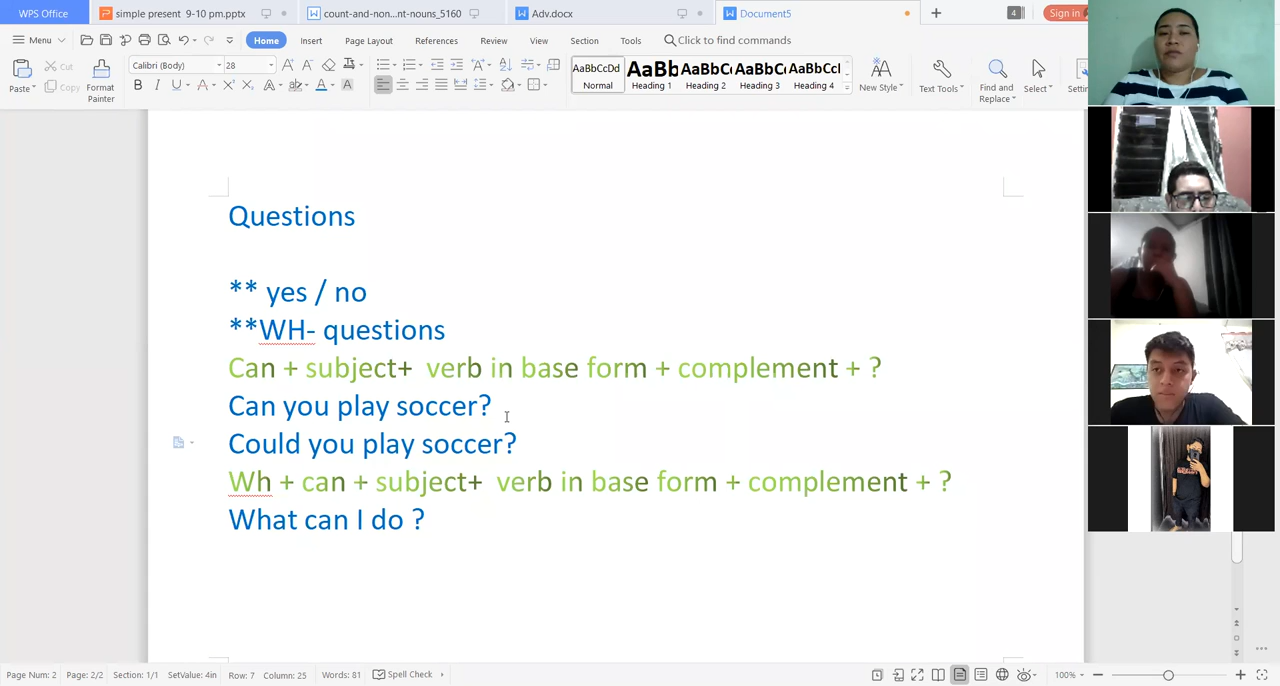 WPS Office simple present 9-10 pm.pptx count-and-non...nt-nouns_5160 Adv.docx Document5 + 4 Sign in
Menu Home Insert Page Layout References Review View Section Tools Click to find commands
Paste Cut Copy Format Painter Calibri (Body) 28 AaBbCcDd Normal AaBb Heading 1 AaBbC Heading 2 AaBbC Heading 3 AaBbCcl Heading 4 New Style Text Tools Find and Replace Select
Questions
** yes / no
**WH- questions
Can + subject+ verb in base form + complement + ?
Can you play soccer?
Could you play soccer?
Wh + can + subject+ verb in base form + complement + ?
What can I do ?
Page Num: 2 Page: 2/2 Section: 1/1 SetValue: 4in Row: 7 Column: 25 Words: 81 Spell Check 100%